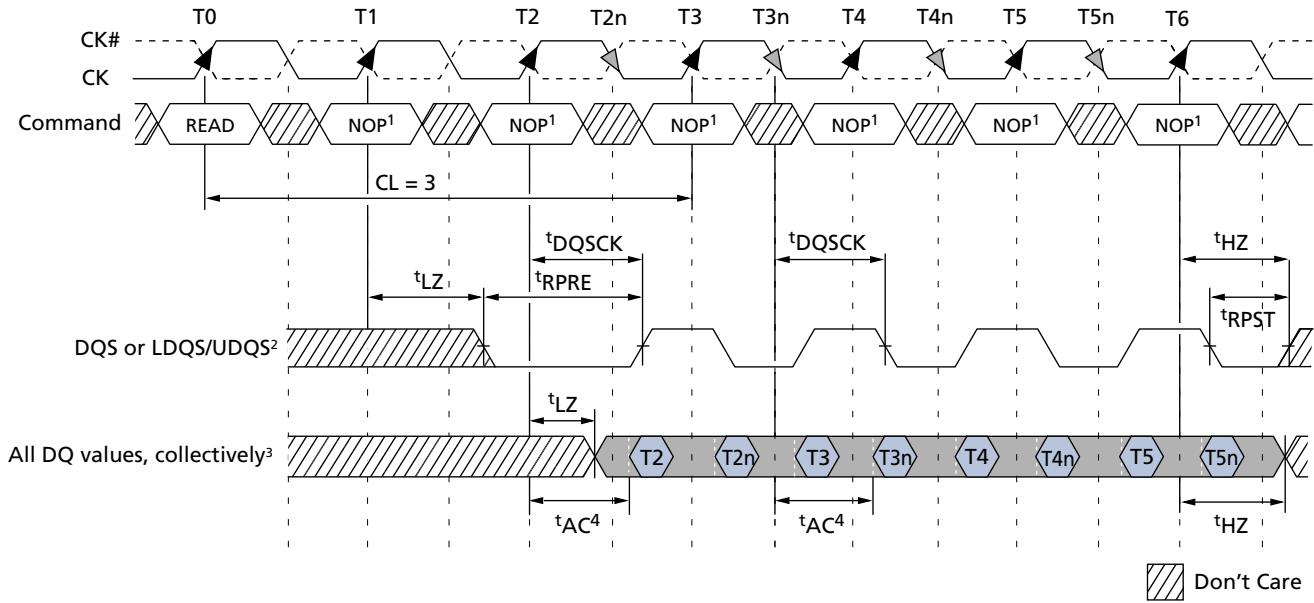 T0 T1 T2 T2n T3 T3n T4 T4n T5 T5n T6
CK#
CK
Command READ NOP1 NOP1 NOP1 NOP1 NOP1 NOP1
CL = 3
tDQSCK tDQSCK tHZ
tLZ tRPRE
tRPST
DQS or LDQS/UDQS2
tLZ
All DQ values, collectively3 T2 T2n T3 T3n T4 T4n T5 T5n
tAC4 tAC4 tHZ
Don't Care